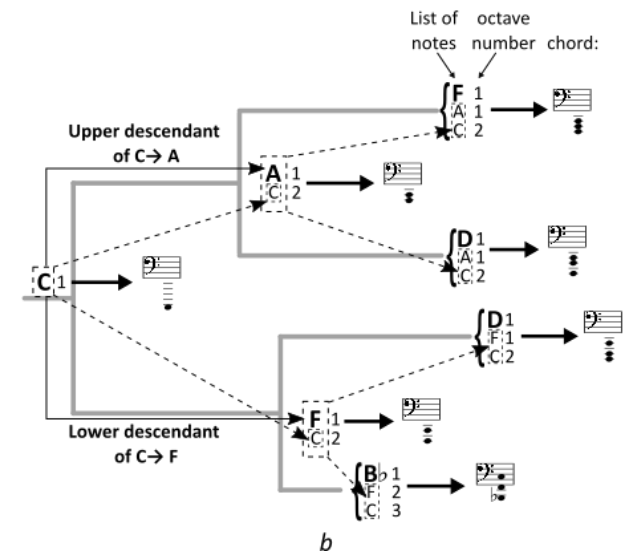 List of octave
notes number chord:
F 1
A 1
C 2
Upper descendant
of C→ A
A 1
C 2
D 1
A 1
C 2
C 1
D 1
F 1
C 2
F 1
C 2
Lower descendant
of C→ F
B♭ 1
F 2
C 3
b